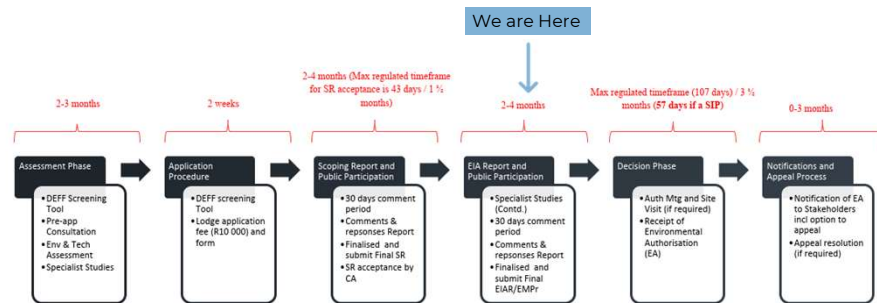 We are Here
2-4 months (Max regulated timeframe
for SR acceptance is 43 days / 1 ½
months)
2-3 months
2 weeks
2-4 months
Max regulated timeframe (107 days) / 3 ½
months (57 days if a SIP)
0-3 months
Assessment Phase
•DEFF Screening
Tool
•Pre-app
Consultation
•Env & Tech
Assessment
•Specialist Studies
Application
Procedure
•DEFF screening
Tool
•Lodge application
fee (R10 000) and
form
Scoping Report and
Public Participation
•30 days comment
period
•Comments &
repsonses Report
•Finalised and
submit Final SR
•SR acceptance by
CA
EIA Report and
Public Participation
•Specialist Studies
(Contd.)
•30 days comment
period
•Comments &
repsonses Report
•Finalised and
submit Final
EIAR/EMPr
Decision Phase
•Auth Mtg and Site
Visit (if required)
•Receipt of
Environmental
Authorisation
(EA)
Notifications and
Appeal Process
•Notification of EA
to Stakeholders
incl option to
appeal
•Appeal resolution
(if required)